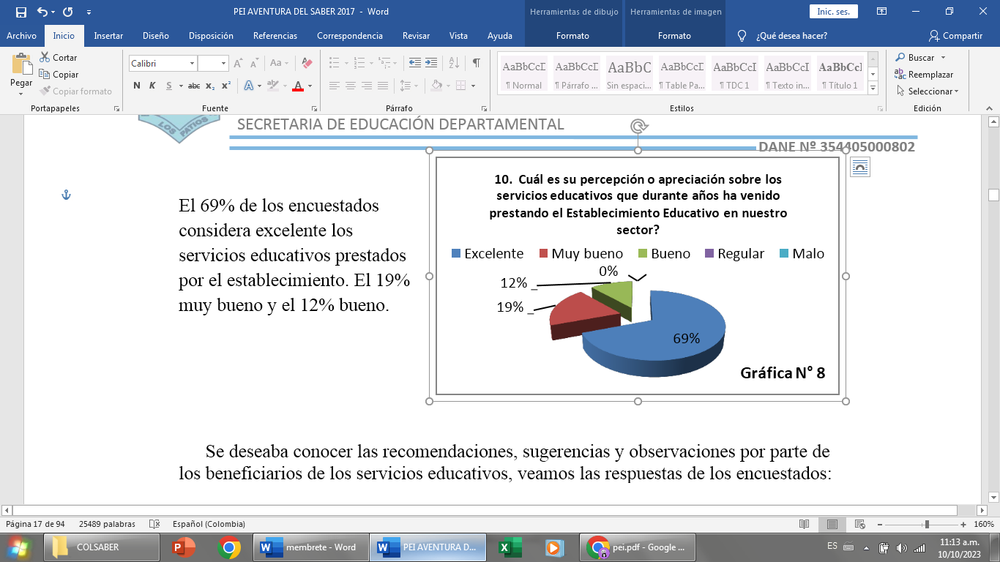 PEI AVENTURA DEL SABER 2017 - Word
Herramientas de dibujo
Herramientas de imagen
Inic. ses.
Archivo
Inicio
Insertar
Diseño
Disposición
Referencias
Correspondencia
Revisar
Vista
Ayuda
Formato
Formato
¿Qué desea hacer?
Compartir
Pegar
Cortar
Copiar
Copiar formato
Portapapeles
Calibri
Aa
N K S abc x₂ x²
A
A
Fuente
Párrafo
AaBbCcD
¶ Normal
AaBbCcD
¶ Párrafo ...
AaBbC
Sin espaci...
AaBbCcD
¶ Table Pa...
AaBbCcI
¶ TDC 1
AaBbCcI
¶ Texto in...
AaBbCcl
¶ Título 1
Estilos
Buscar
Reemplazar
Seleccionar
Edición
LOS PATIOS
SECRETARIA DE EDUCACIÓN DEPARTAMENTAL
DANE Nº 354405000802
El 69% de los encuestados
considera excelente los
servicios educativos prestados
por el establecimiento. El 19%
muy bueno y el 12% bueno.
10. Cuál es su percepción o apreciación sobre los
servicios educativos que durante años ha venido
prestando el Establecimiento Educativo en nuestro
sector?
Excelente Muy bueno Bueno Regular Malo
0%
12%
19%
69%
Gráfica N° 8
Se deseaba conocer las recomendaciones, sugerencias y observaciones por parte de
los beneficiarios de los servicios educativos, veamos las respuestas de los encuestados:
Página 17 de 94
25489 palabras
Español (Colombia)
160%
COLSABER
membrete - Word
PEI AVENTURA D...
pei.pdf - Google ...
ES
11:13 a.m.
10/10/2023